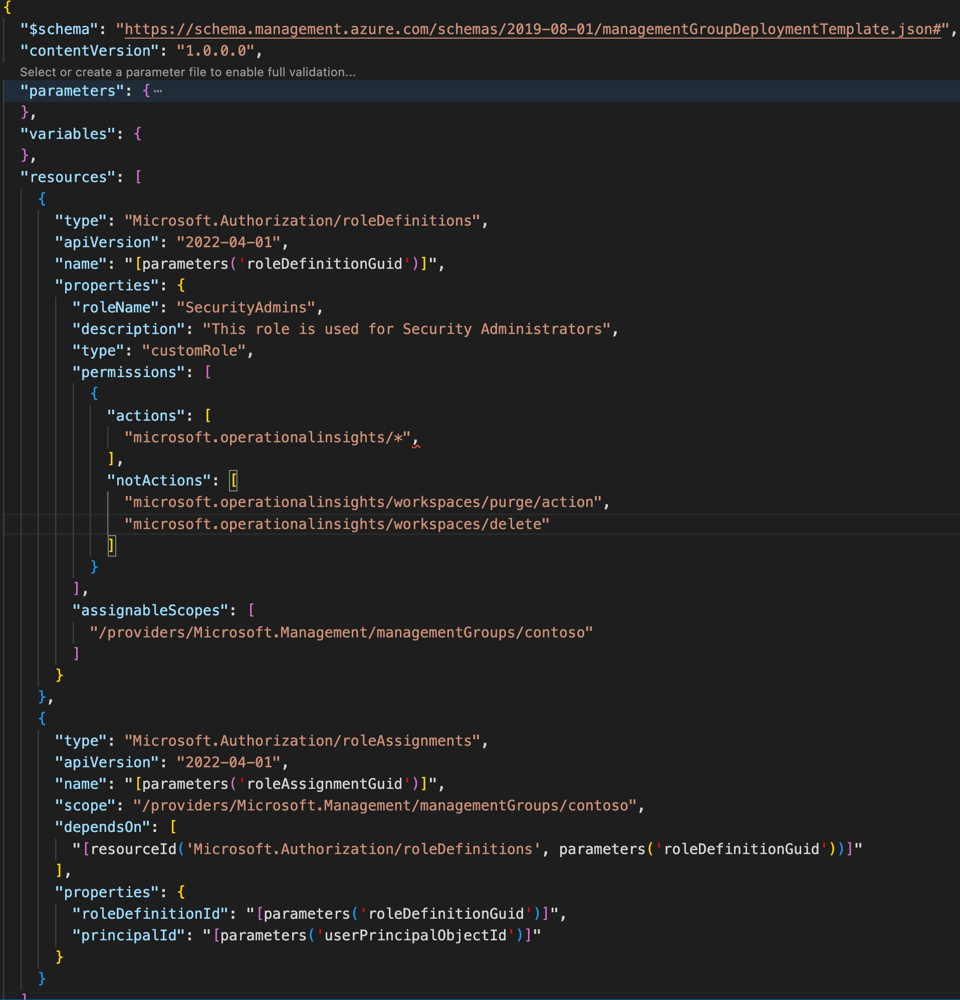 {
"$schema": "https://schema.management.azure.com/schemas/2019-08-01/managementGroupDeploymentTemplate.json#",
"contentVersion": "1.0.0.0",
Select or create a parameter file to enable full validation...
"parameters": { ⋯
},
"variables": {
},
"resources": [
{
"type": "Microsoft.Authorization/roleDefinitions",
"apiVersion": "2022-04-01",
"name": "[parameters('roleDefinitionGuid')]",
"properties": {
"roleName": "SecurityAdmins",
"description": "This role is used for Security Administrators",
"type": "customRole",
"permissions": [
{
"actions": [
"microsoft.operationalinsights/*",
],
"notActions": [
"microsoft.operationalinsights/workspaces/purge/action",
"microsoft.operationalinsights/workspaces/delete"
]
}
],
"assignableScopes": [
"/providers/Microsoft.Management/managementGroups/contoso"
]
}
},
{
"type": "Microsoft.Authorization/roleAssignments",
"apiVersion": "2022-04-01",
"name": "[parameters('roleAssignmentGuid')]",
"scope": "/providers/Microsoft.Management/managementGroups/contoso",
"dependsOn": [
"[resourceId('Microsoft.Authorization/roleDefinitions', parameters('roleDefinitionGuid'))]"
],
"properties": {
"roleDefinitionId": "[parameters('roleDefinitionGuid')]",
"principalId": "[parameters('userPrincipalObjectId')]"
}
}
]